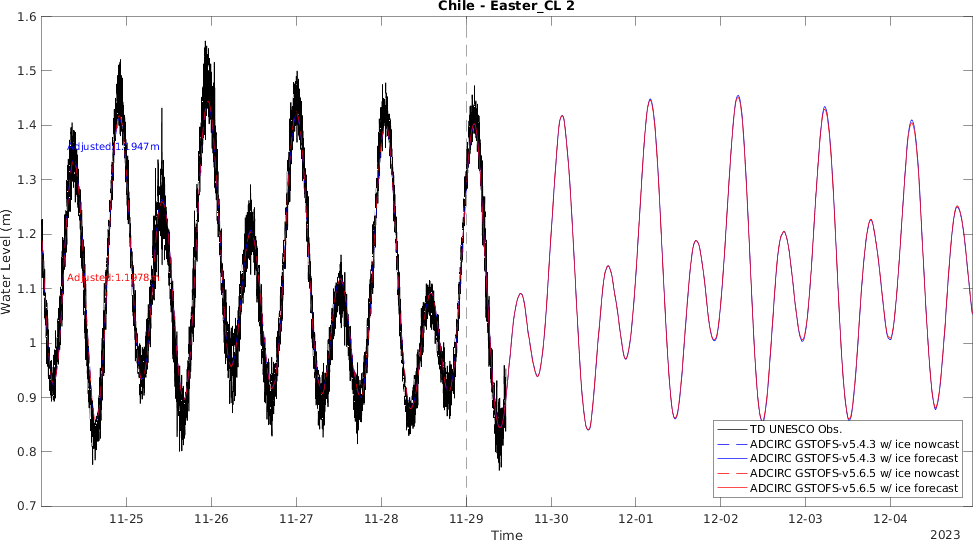 Chile - Easter_CL 2
1.6
1.5
1.4
1.3
1.2
1.1
1
0.9
0.8
0.7
Water Level (m)
Adjusted:1.1947m
Adjusted:1.1978m
TD UNESCO Obs.
ADCIRC GSTOFS-v5.4.3 w/ ice nowcast
ADCIRC GSTOFS-v5.4.3 w/ ice forecast
ADCIRC GSTOFS-v5.6.5 w/ ice nowcast
ADCIRC GSTOFS-v5.6.5 w/ ice forecast
11-25 11-26 11-27 11-28 11-29 11-30 12-01 12-02 12-03 12-04
Time
2023